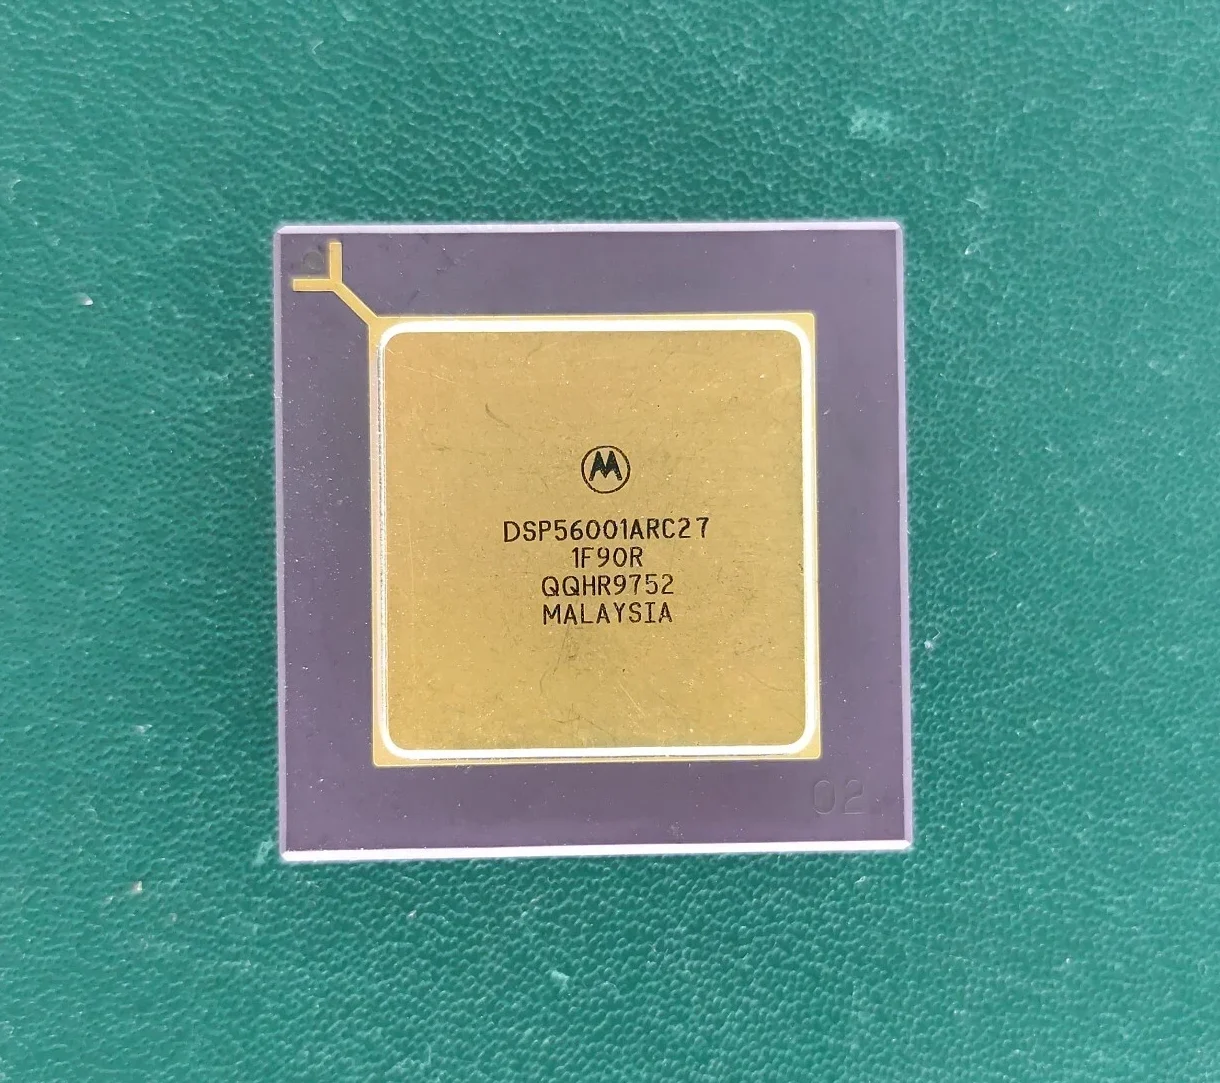 DSP56001ARC27
1F90R
QQHR9752
MALAYSIA
02